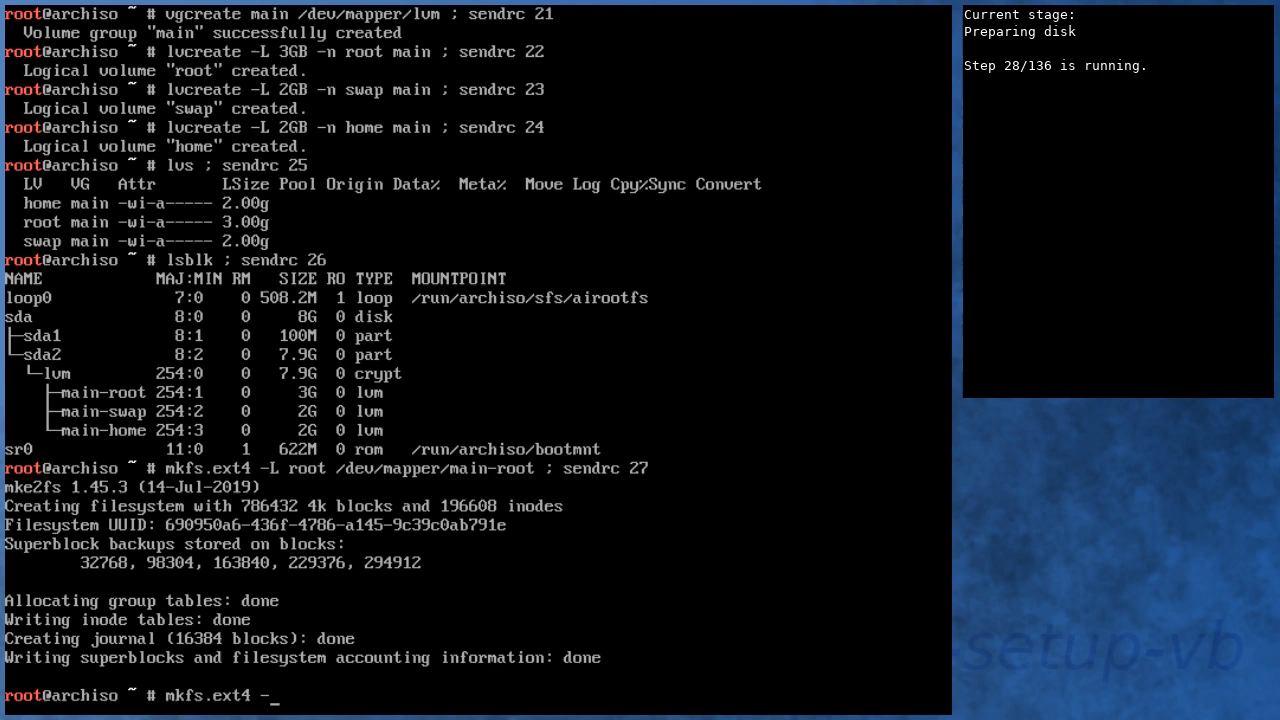 root@archiso ~ # vgcreate main /dev/mapper/lvm ; sendrc 21
  Volume group "main" successfully created
root@archiso ~ # lvcreate -L 3GB -n root main ; sendrc 22
  Logical volume "root" created.
root@archiso ~ # lvcreate -L 2GB -n swap main ; sendrc 23
  Logical volume "swap" created.
root@archiso ~ # lvcreate -L 2GB -n home main ; sendrc 24
  Logical volume "home" created.
root@archiso ~ # lvs ; sendrc 25
  LV   VG   Attr       LSize Pool Origin Data%  Meta%  Move Log Cpy%Sync Convert
  home main -wi-a----- 2.00g
  root main -wi-a----- 3.00g
  swap main -wi-a----- 2.00g
root@archiso ~ # lsblk ; sendrc 26
NAME            MAJ:MIN RM   SIZE RO TYPE  MOUNTPOINT
loop0             7:0    0 508.2M  1 loop  /run/archiso/sfs/airootfs
sda               8:0    0     8G  0 disk
├─sda1            8:1    0   100M  0 part
└─sda2            8:2    0   7.9G  0 part
  └─lvm         254:0    0   7.9G  0 crypt
    ├─main-root 254:1    0     3G  0 lvm
    ├─main-swap 254:2    0     2G  0 lvm
    └─main-home 254:3    0     2G  0 lvm
sr0              11:0    1   622M  0 rom   /run/archiso/bootmnt
root@archiso ~ # mkfs.ext4 -L root /dev/mapper/main-root ; sendrc 27
mke2fs 1.45.3 (14-Jul-2019)
Creating filesystem with 786432 4k blocks and 196608 inodes
Filesystem UUID: 690950a6-436f-4786-a145-9c39c0ab791e
Superblock backups stored on blocks:
        32768, 98304, 163840, 229376, 294912
Allocating group tables: done
Writing inode tables: done
Creating journal (16384 blocks): done
Writing superblocks and filesystem accounting information: done
root@archiso ~ # mkfs.ext4 -_
Current stage:
Preparing disk
Step 28/136 is running.
-setup-vb